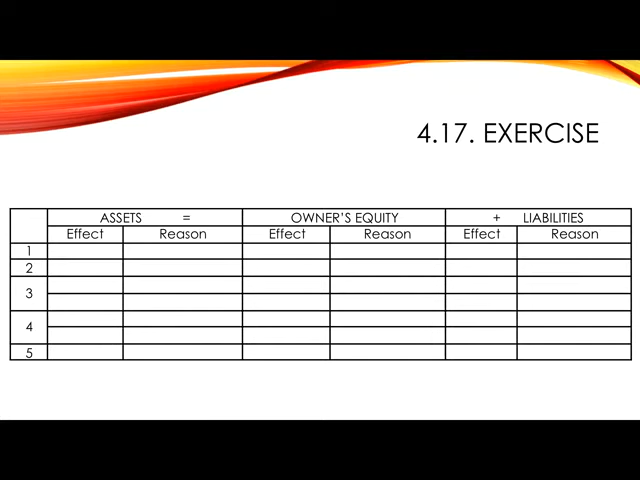 4.17. EXERCISE
ASSETS = OWNER'S EQUITY + LIABILITIES
Effect Reason Effect Reason Effect Reason
1
2
3
4
5